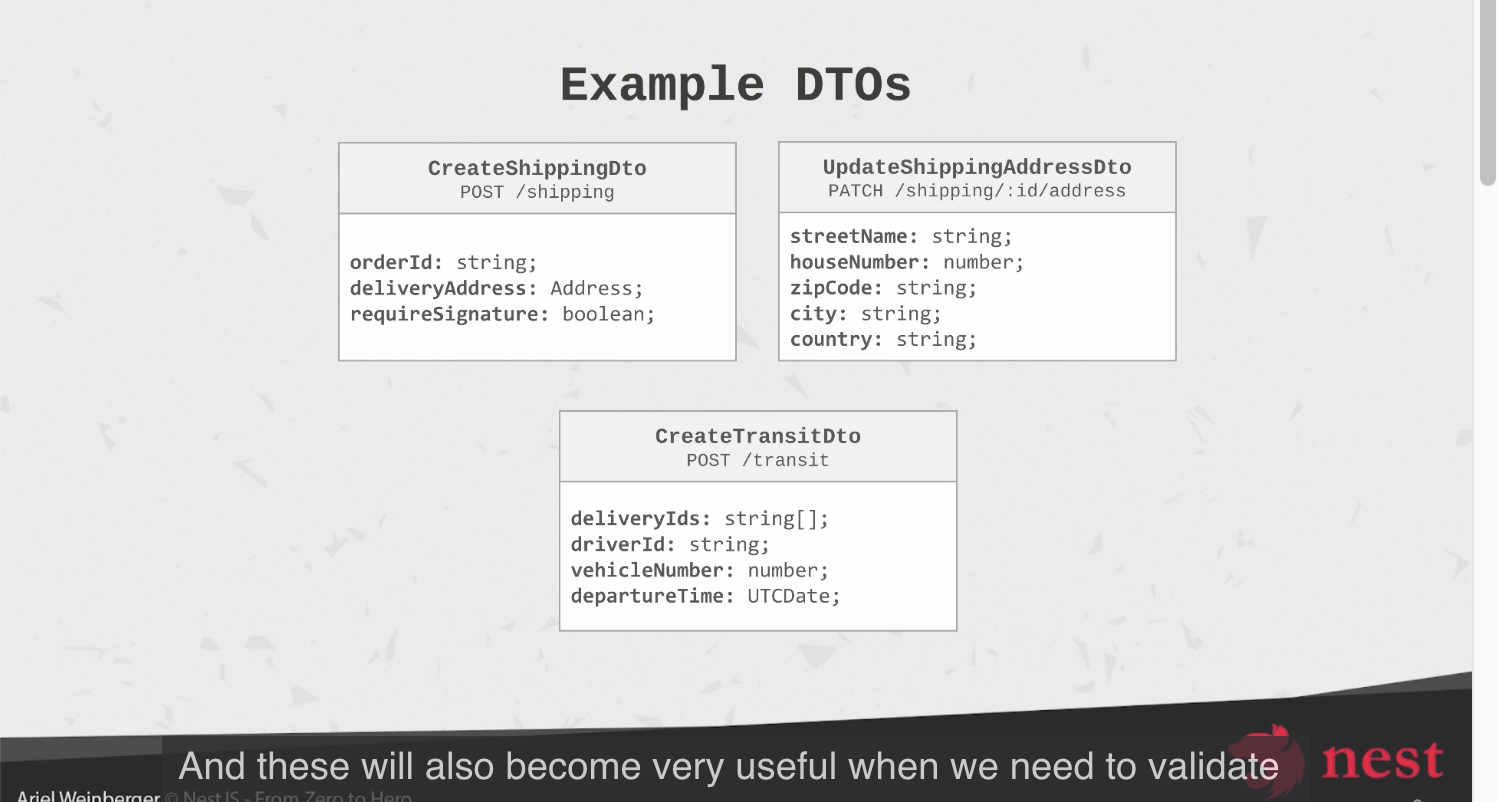 Example DTOs
CreateShippingDto
POST /shipping
orderId: string;
deliveryAddress: Address;
requireSignature: boolean;
UpdateShippingAddressDto
PATCH /shipping/:id/address
streetName: string;
houseNumber: number;
zipCode: string;
city: string;
country: string;
CreateTransitDto
POST /transit
deliveryIds: string[];
driverId: string;
vehicleNumber: number;
departureTime: UTCDate;
And these will also become very useful when we need to validate
nest
Ariel Weinberger © NestJS - From Zero to Hero